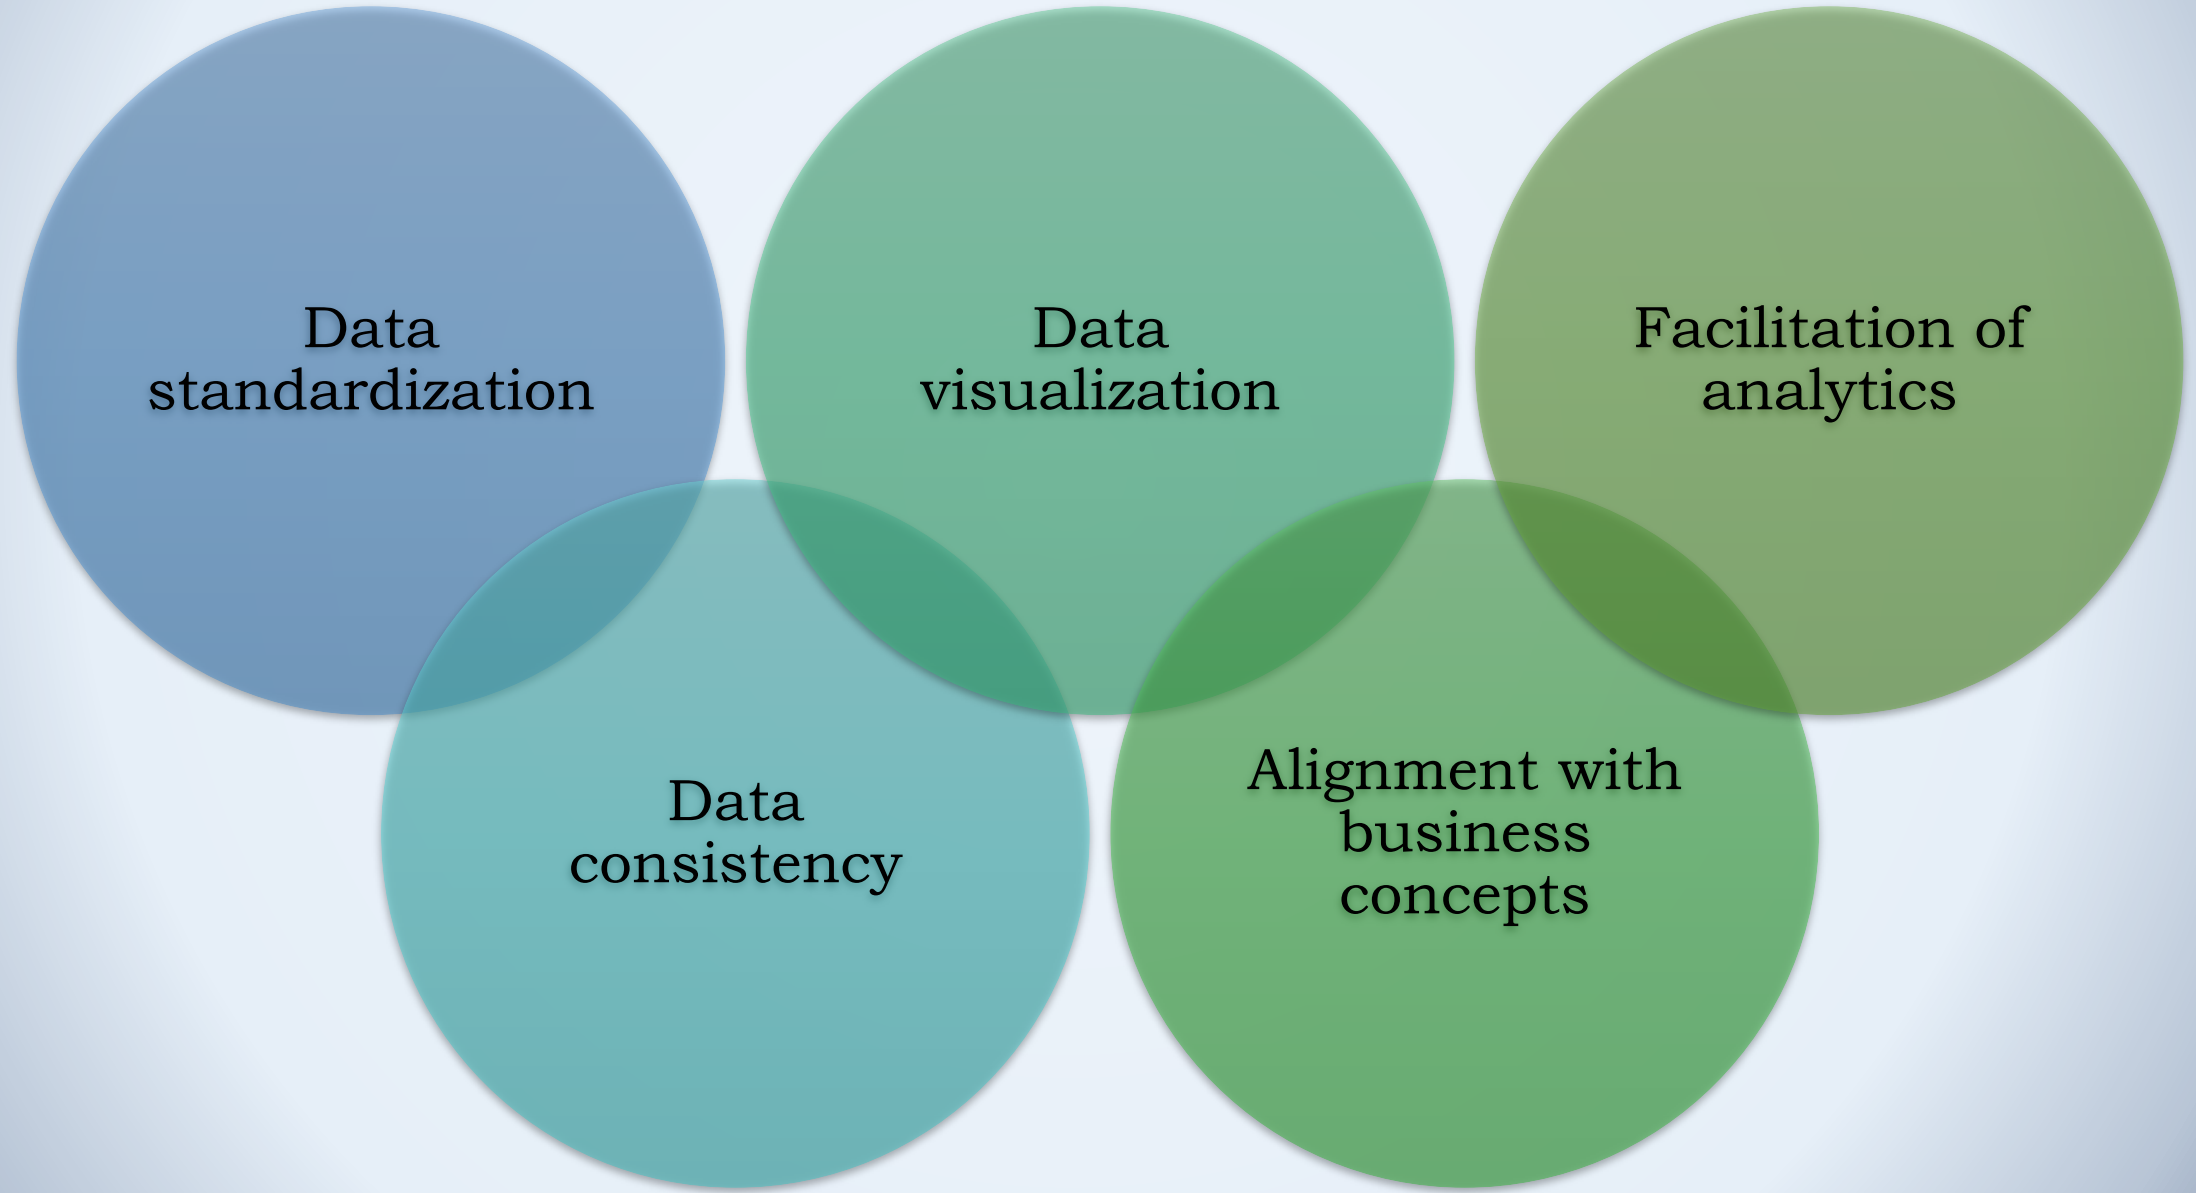 Data
standardization
Data
consistency
Data
visualization
Alignment with
business
concepts
Facilitation of
analytics